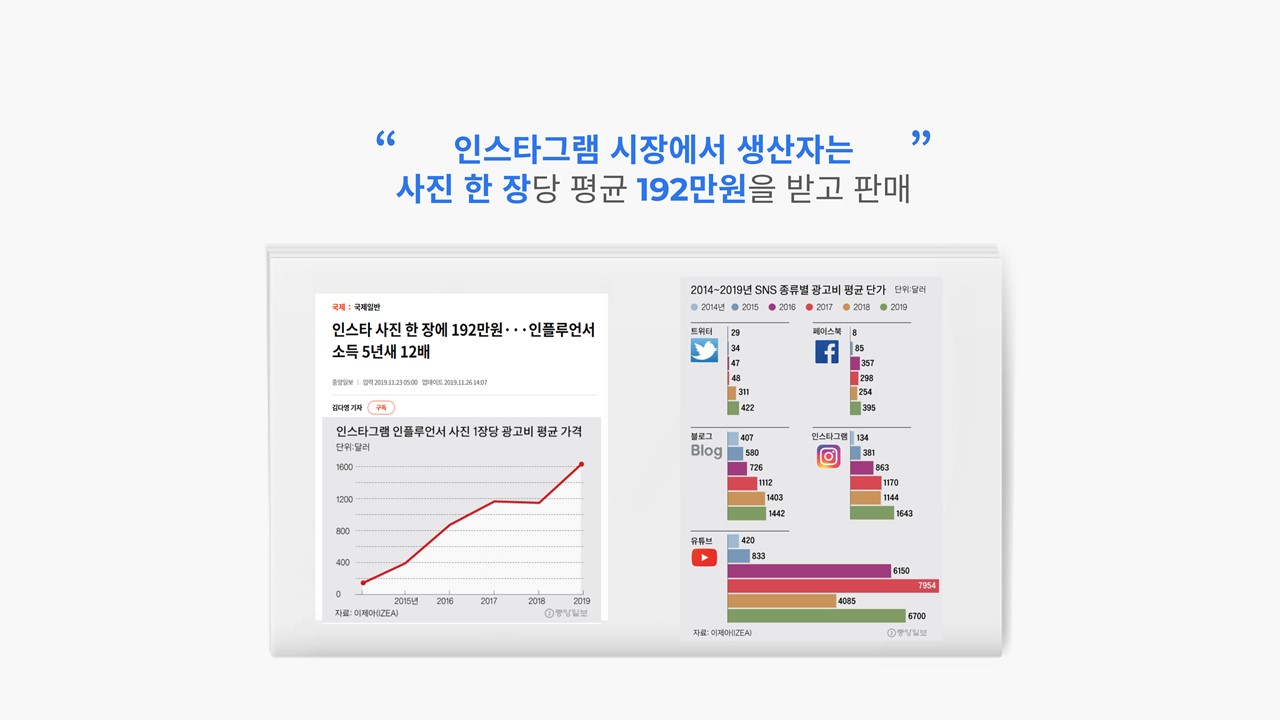 “ 인스타그램 시장에서 생산자는 ”
사진 한 장당 평균 192만원을 받고 판매
국제 : 국제일반
인스타 사진 한 장에 192만원···인플루언서
소득 5년새 12배
중앙일보 | 입력 2019.11.23 05:00 업데이트 2019.11.26 14:07
김다영 기자 구독
인스타그램 인플루언서 사진 1장당 광고비 평균 가격
단위:달러
1600
1200
800
400
0
2015년 2016 2017 2018 2019
자료: 이제아(IZEA) 중앙일보
2014~2019년 SNS 종류별 광고비 평균 단가 단위:달러
2014년 2015 2016 2017 2018 2019
트위터
29
34
47
48
311
422
페이스북
8
85
357
298
254
395
블로그
Blog
407
580
726
1112
1403
1442
인스타그램
134
381
863
1170
1144
1643
유튜브
420
833
6150
7954
4085
6700
자료: 이제아(IZEA) 중앙일보